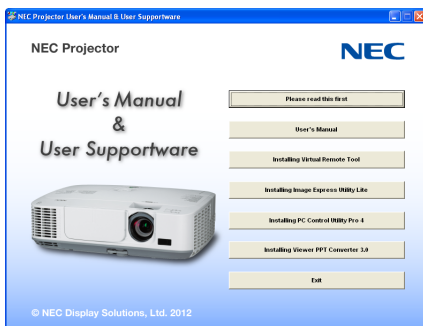 NEC Projector User's Manual & User Supportware
NEC Projector
NEC
User's Manual
&
User Supportware
Please read this first
User's Manual
Installing Virtual Remote Tool
Installing Image Express Utility Lite
Installing PC Control Utility Pro 4
Installing Viewer PPT Converter 3.0
Exit
© NEC Display Solutions, Ltd. 2012